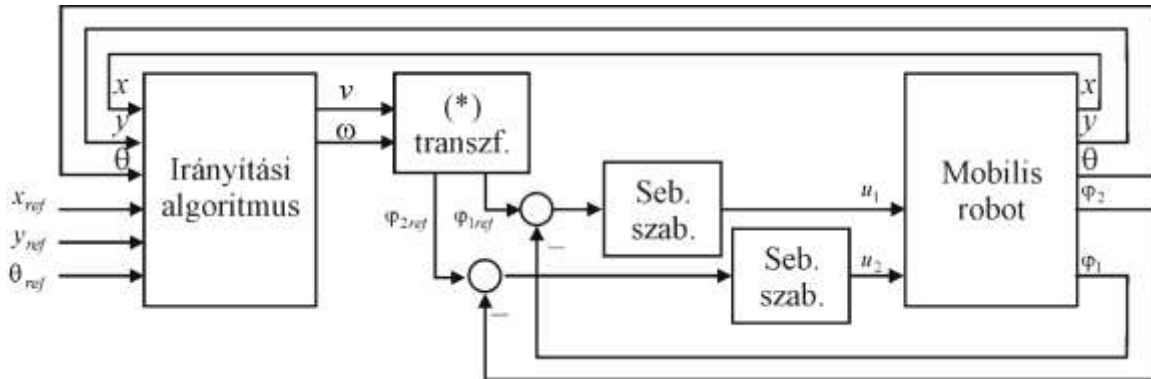 x
y
θ
x_ref
y_ref
θ_ref
Irányítási
algoritmus
v
ω
(*)
transzf.
φ_2ref
φ_1ref
−
−
Seb.
szab.
Seb.
szab.
u_1
u_2
Mobilis
robot
x
y
θ
φ_2
φ_1